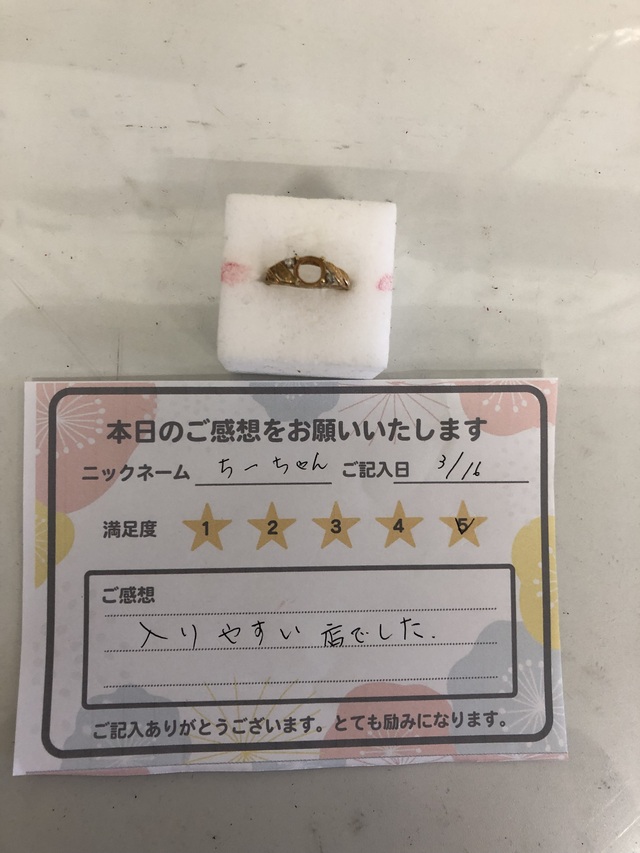 本日のご感想をお願いいたします
ニックネーム ちーちゃん ご記入日 3/16
満足度 1 2 3 4 5
ご感想
入りやすい店でした.
ご記入ありがとうございます。とても励みになります。